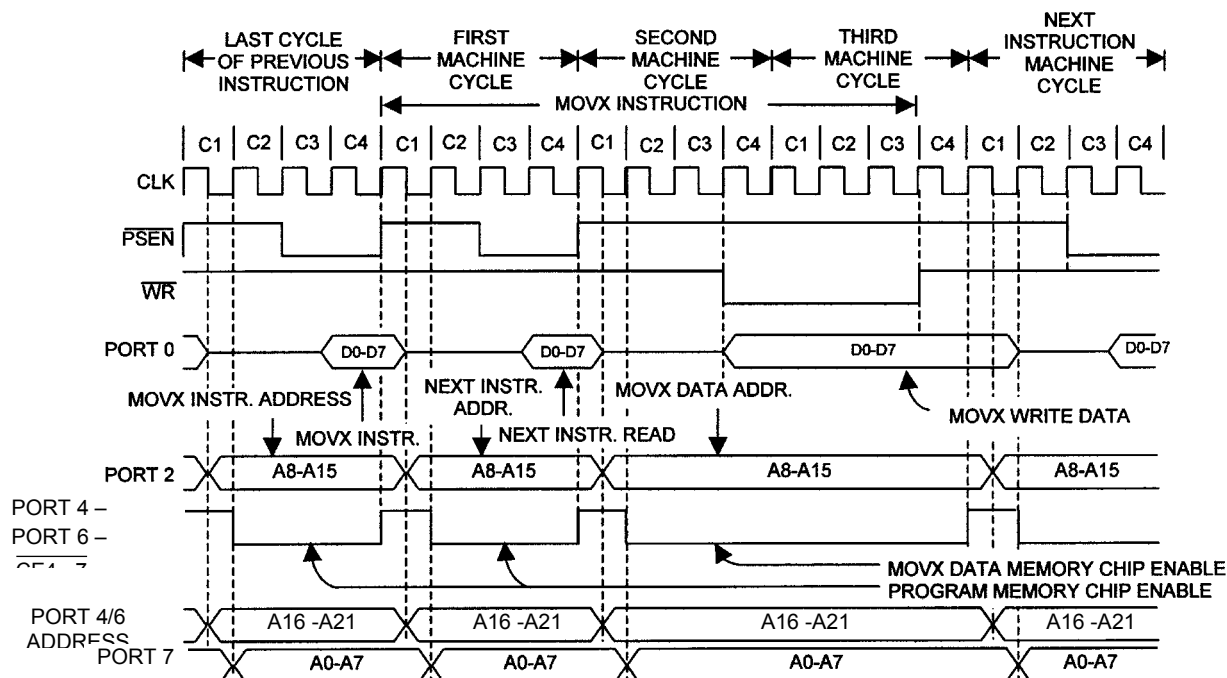 LAST CYCLE
OF PREVIOUS
INSTRUCTION
FIRST
MACHINE
CYCLE
SECOND
MACHINE
CYCLE
THIRD
MACHINE
CYCLE
NEXT
INSTRUCTION
MACHINE
CYCLE
MOVX INSTRUCTION
C1 C2 C3 C4 C1 C2 C3 C4 C1 C2 C3 C4 C1 C2 C3 C4 C1 C2 C3 C4
CLK
PSEN
WR
PORT 0 D0-D7 D0-D7 D0-D7 D0-D7
MOVX INSTR. ADDRESS
MOVX INSTR.
NEXT INSTR.
ADDR.
NEXT INSTR. READ
MOVX DATA ADDR.
MOVX WRITE DATA
PORT 2 A8-A15 A8-A15 A8-A15 A8-A15
PORT 4 –
PORT 6 –
MOVX DATA MEMORY CHIP ENABLE
PROGRAM MEMORY CHIP ENABLE
PORT 4/6 A16 -A21 A16 -A21 A16 -A21 A16 -A21
ADDRESS
PORT 7 A0-A7 A0-A7 A0-A7 A0-A7